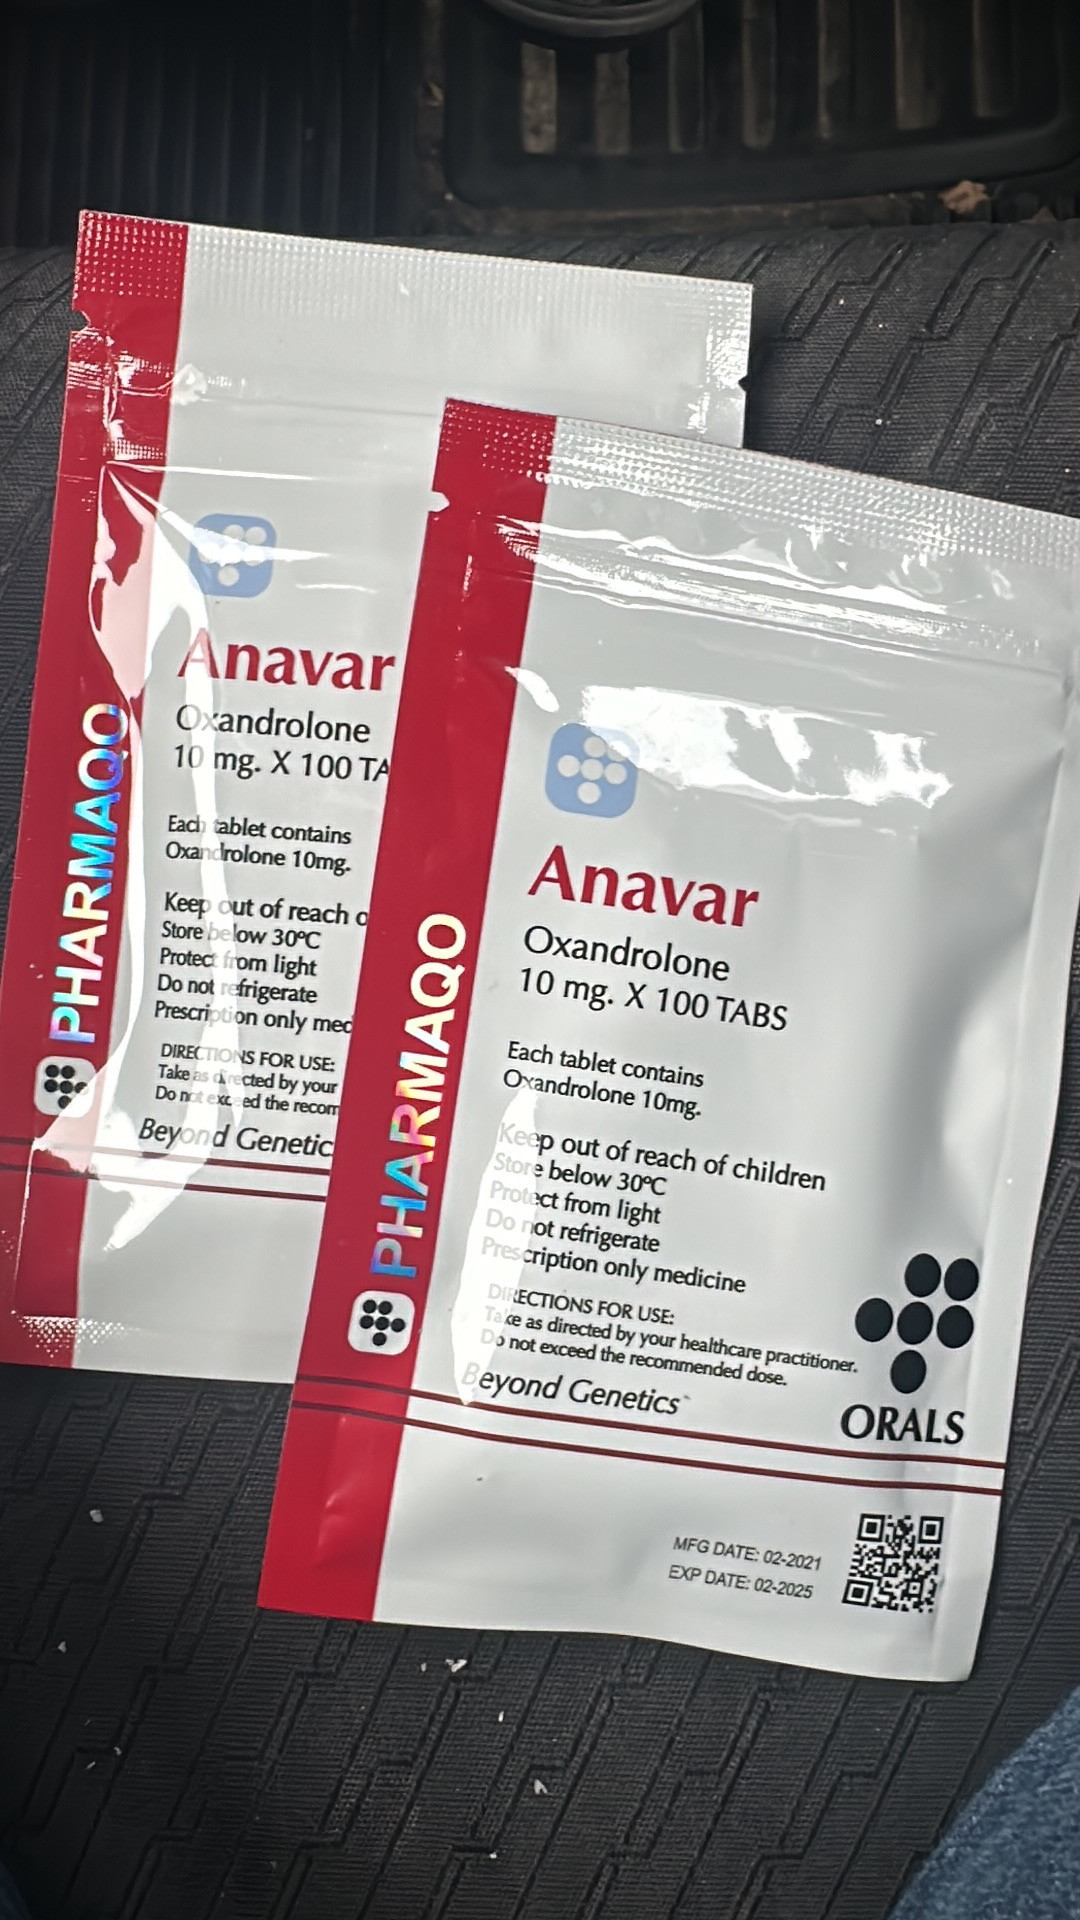 PHARMAQO
Anavar
Oxandrolone
10 mg. X 100 TA
Each tablet contains
Oxandrolone 10mg.
Keep out of reach o
Store below 30ºC
Protect from light
Do not refrigerate
Prescription only med
DIRECTIONS FOR USE:
Take as directed by your
Do not exceed the recom
Beyond Genetic
PHARMAQO
Anavar
Oxandrolone
10 mg. X 100 TABS
Each tablet contains
Oxandrolone 10mg.
Keep out of reach of children
Store below 30ºC
Protect from light
Do not refrigerate
Prescription only medicine
DIRECTIONS FOR USE:
Take as directed by your healthcare practitioner.
Do not exceed the recommended dose.
Beyond Genetics
ORALS
MFG DATE: 02-2021
EXP DATE: 02-2025